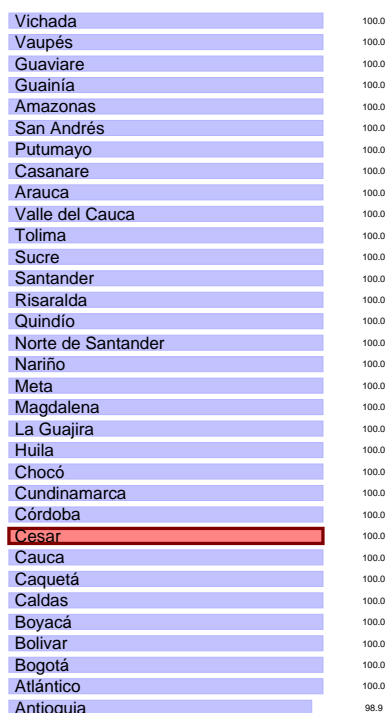 Vichada 100.0
Vaupés 100.0
Guaviare 100.0
Guainía 100.0
Amazonas 100.0
San Andrés 100.0
Putumayo 100.0
Casanare 100.0
Arauca 100.0
Valle del Cauca 100.0
Tolima 100.0
Sucre 100.0
Santander 100.0
Risaralda 100.0
Quindío 100.0
Norte de Santander 100.0
Nariño 100.0
Meta 100.0
Magdalena 100.0
La Guajira 100.0
Huila 100.0
Chocó 100.0
Cundinamarca 100.0
Córdoba 100.0
Cesar 100.0
Cauca 100.0
Caquetá 100.0
Caldas 100.0
Boyacá 100.0
Bolivar 100.0
Bogotá 100.0
Atlántico 100.0
Antioquia 98.9